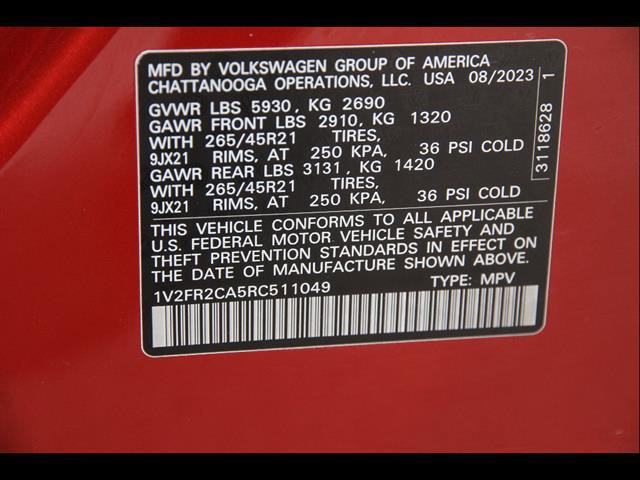 MFD BY VOLKSWAGEN GROUP OF AMERICA
CHATTANOOGA OPERATIONS, LLC. USA 08/2023
GVWR LBS 5930, KG 2690
GAWR FRONT LBS 2910, KG 1320
WITH 265/45R21 TIRES,
9JX21 RIMS, AT 250 KPA, 36 PSI COLD
GAWR REAR LBS 3131, KG 1420
WITH 265/45R21 TIRES,
9JX21 RIMS, AT 250 KPA, 36 PSI COLD
THIS VEHICLE CONFORMS TO ALL APPLICABLE
U.S. FEDERAL MOTOR VEHICLE SAFETY AND
THEFT PREVENTION STANDARDS IN EFFECT ON
THE DATE OF MANUFACTURE SHOWN ABOVE.
1V2FR2CA5RC511049 TYPE: MPV
3118628 1